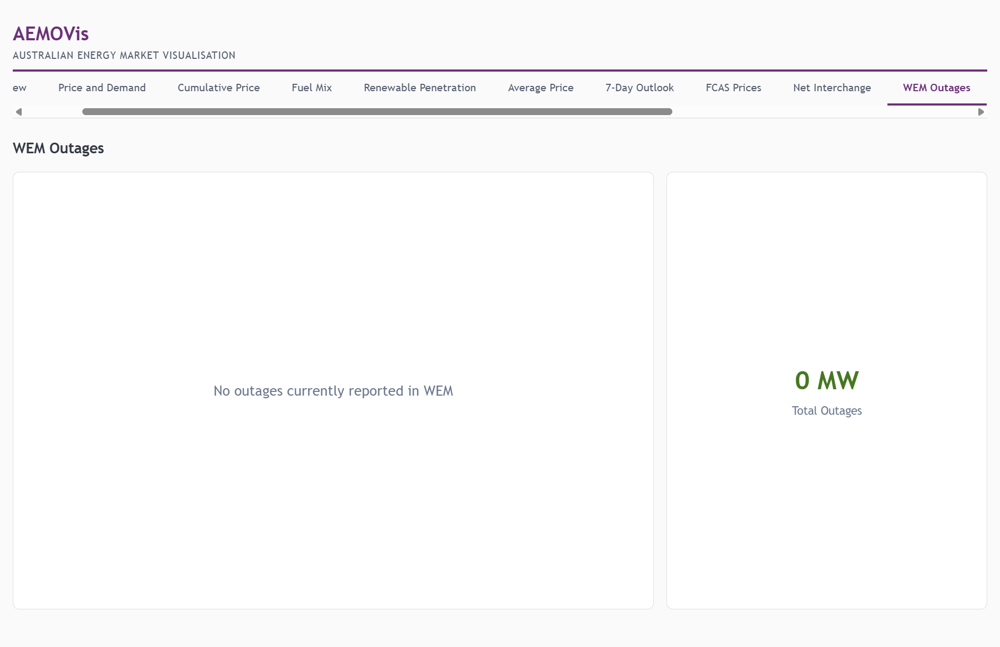 AEMOVis
AUSTRALIAN ENERGY MARKET VISUALISATION
ew Price and Demand Cumulative Price Fuel Mix Renewable Penetration Average Price 7-Day Outlook FCAS Prices Net Interchange WEM Outages
WEM Outages
No outages currently reported in WEM
0 MW
Total Outages